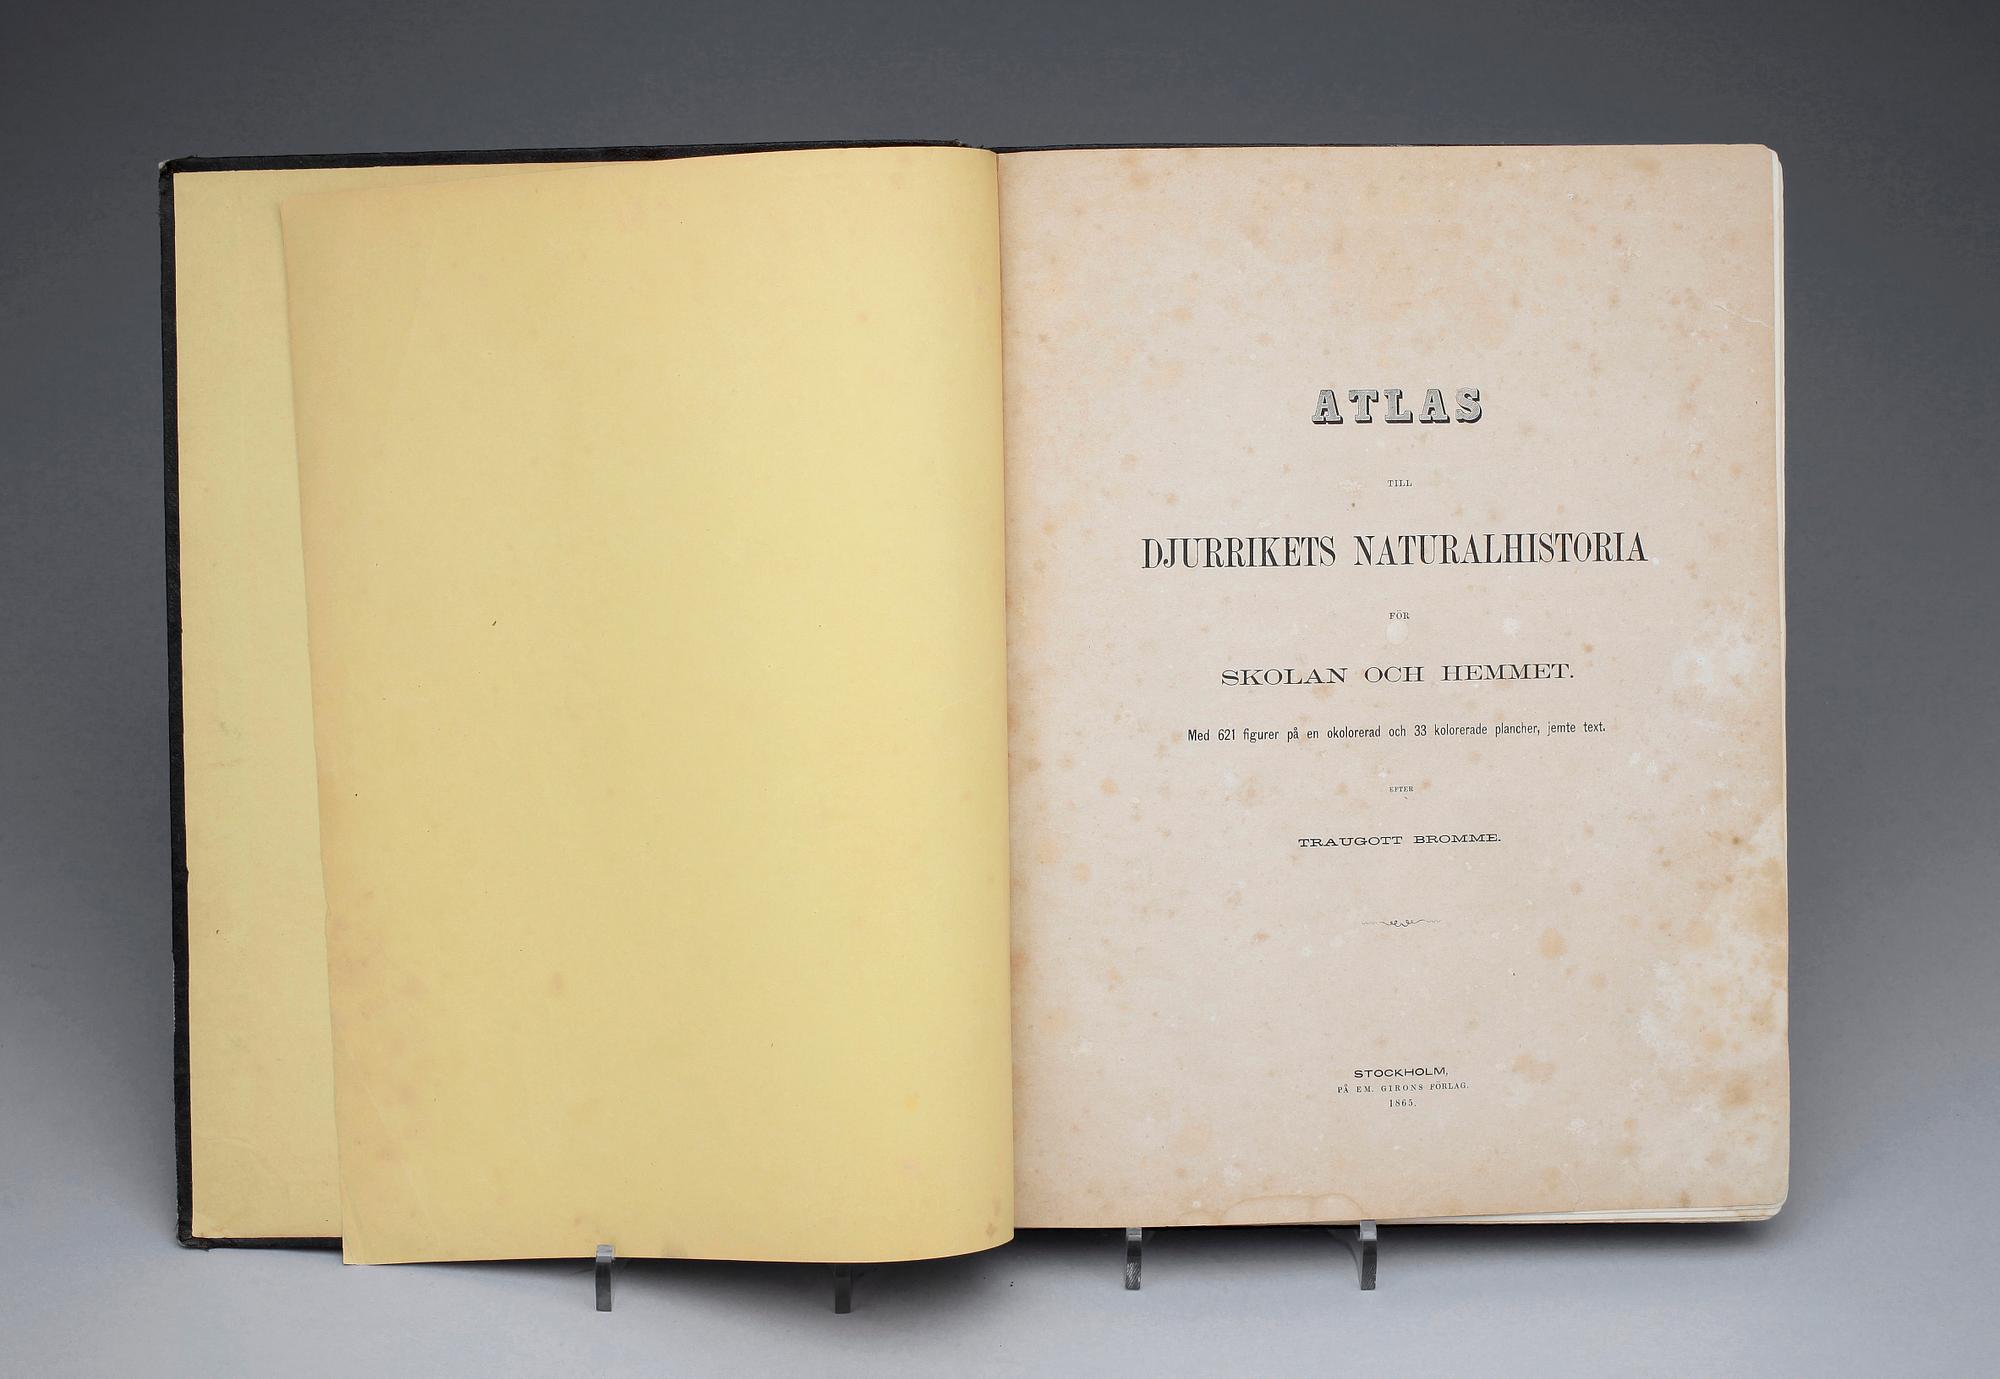 ATLAS
TILL
DJURRIKETS NATURALHISTORIA
FÖR
SKOLAN OCH HEMMET.
Med 621 figurer på en okolorerad och 33 kolorerade plancher, jemte text.
EFTER
TRAUGOTT BROMME.
STOCKHOLM,
PÅ EM. GIRONS FÖRLAG.
1865.